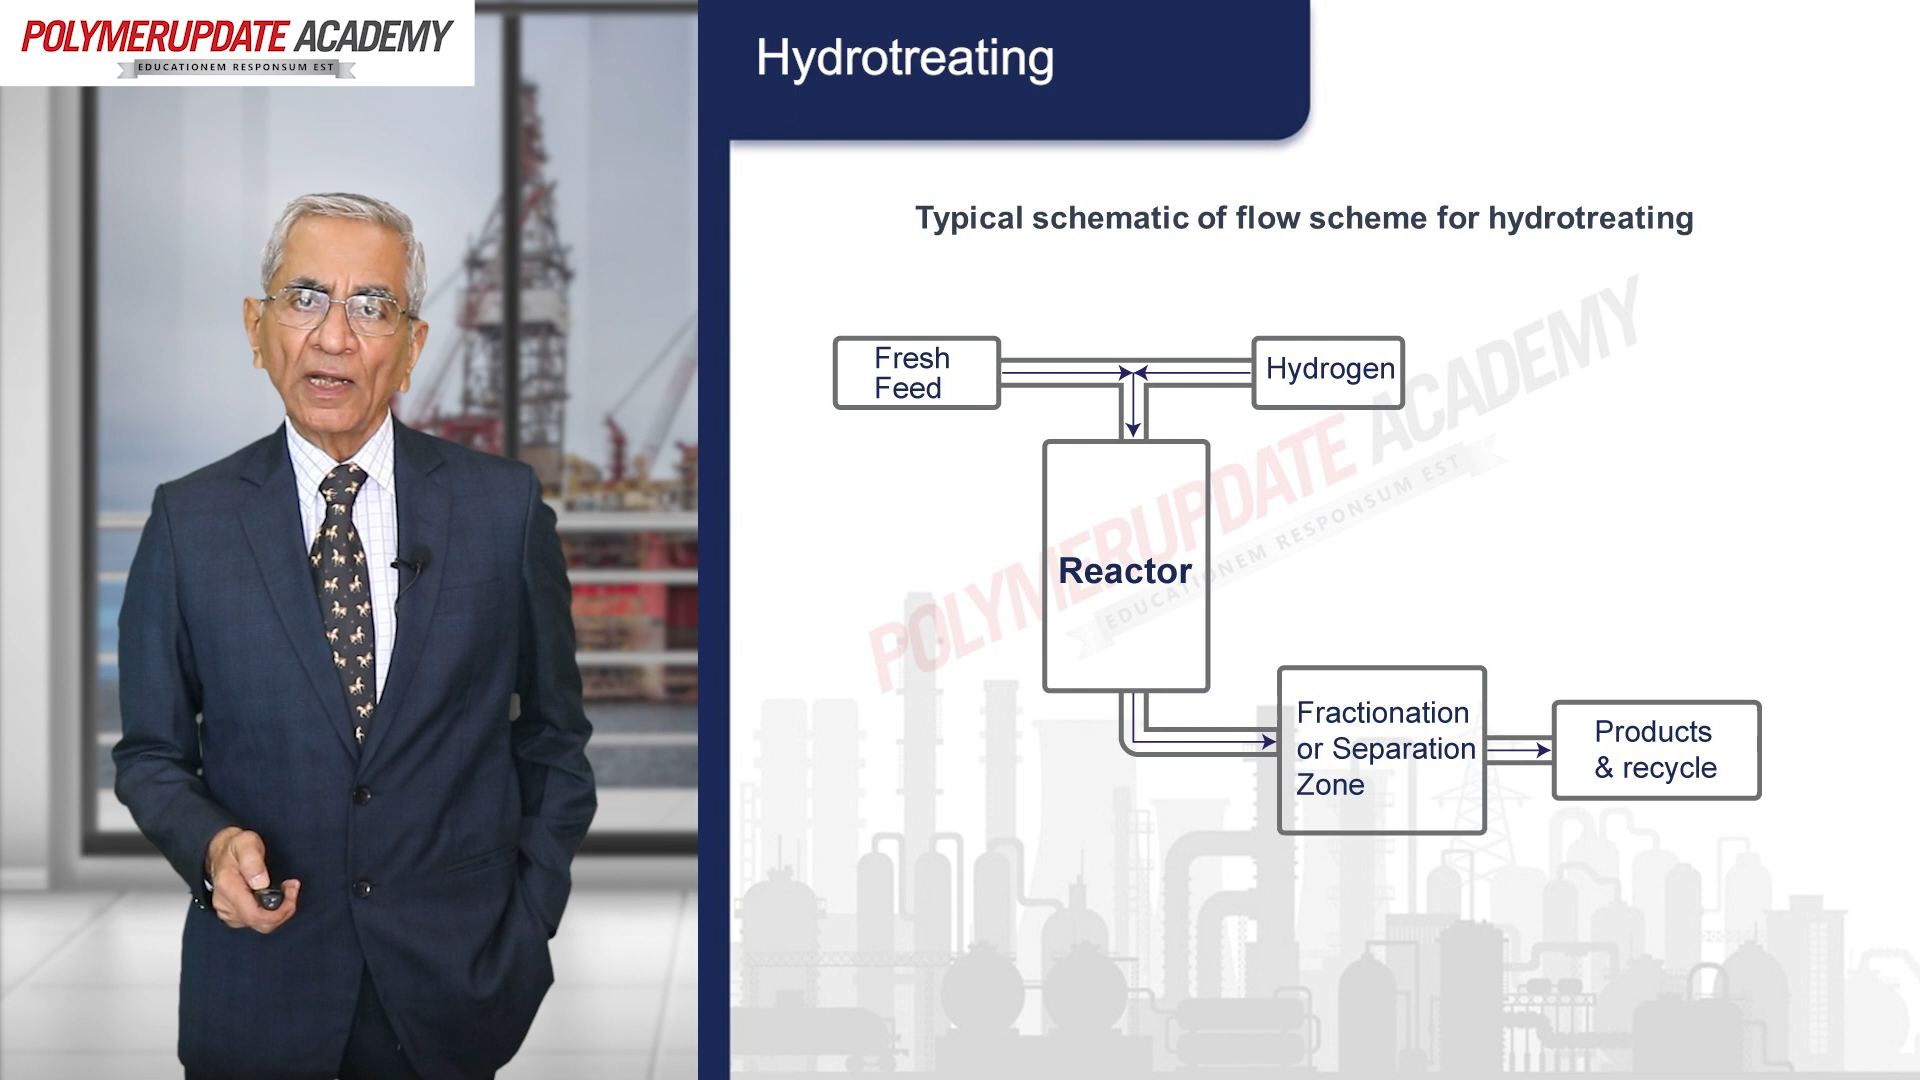 POLYMERUPDATE ACADEMY
EDUCATIONEM RESPONSUM EST
Hydrotreating
Typical schematic of flow scheme for hydrotreating
Fresh
Feed
Hydrogen
Reactor
Fractionation
or Separation
Zone
Products
& recycle
POLYMERUPDATE ACADEMY
EDUCATIONEM RESPONSUM EST